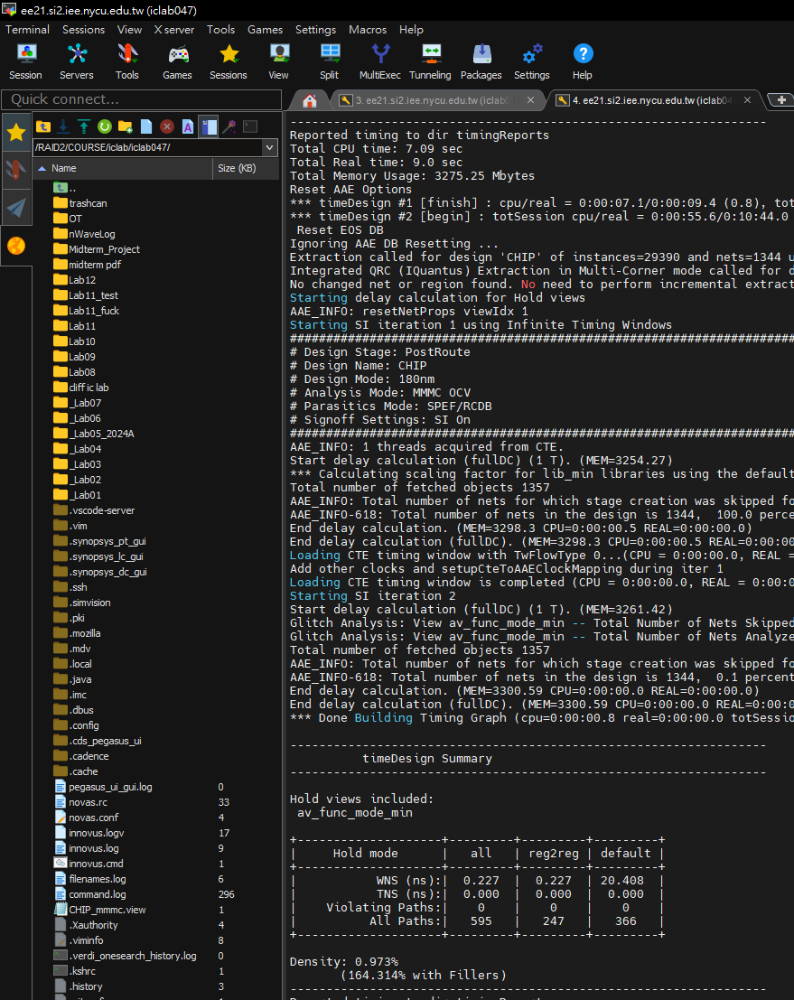 ee21.si2.iee.nycu.edu.tw (iclab047)
Terminal Sessions View X server Tools Games Settings Macros Help
Session Servers Tools Games Sessions View Split MultiExec Tunneling Packages Settings Help
Quick connect...
3. ee21.si2.iee.nycu.edu.tw (iclab
4. ee21.si2.iee.nycu.edu.tw (iclab04
/RAID2/COURSE/iclab/iclab047/
Name Size (KB)
..
trashcan
OT
nWaveLog
Midterm_Project
midterm pdf
Lab12
Lab11_test
Lab11_fuck
Lab11
Lab10
Lab09
Lab08
cliff ic lab
_Lab07
_Lab06
_Lab05_2024A
_Lab04
_Lab03
_Lab02
_Lab01
.vscode-server
.vim
.synopsys_pt_gui
.synopsys_lc_gui
.synopsys_dc_gui
.ssh
.simvision
.pki
.mozilla
.mdv
.local
.java
.imc
.dbus
.config
.cds_pegasus_ui
.cadence
.cache
pegasus_ui_gui.log 0
novas.rc 33
novas.conf 4
innovus.logv 17
innovus.log 9
innovus.cmd 1
filenames.log 6
command.log 296
CHIP_mmmc.view 1
.Xauthority 4
.viminfo 8
.verdi_onesearch_history.log 0
.kshrc 1
.history 3
------------------------------------------------------------------
Reported timing to dir timingReports
Total CPU time: 7.09 sec
Total Real time: 9.0 sec
Total Memory Usage: 3275.25 Mbytes
Reset AAE Options
*** timeDesign #1 [finish] : cpu/real = 0:00:07.1/0:00:09.4 (0.8), tot
*** timeDesign #2 [begin] : totSession cpu/real = 0:00:55.6/0:10:44.0
Reset EOS DB
Ignoring AAE DB Resetting ...
Extraction called for design 'CHIP' of instances=29390 and nets=1344 u
Integrated QRC (IQuantus) Extraction in Multi-Corner mode called for d
No changed net or region found. No need to perform incremental extract
Starting delay calculation for Hold views
AAE_INFO: resetNetProps viewIdx 1
Starting SI iteration 1 using Infinite Timing Windows
######################################################################
# Design Stage: PostRoute
# Design Name: CHIP
# Design Mode: 180nm
# Analysis Mode: MMMC OCV
# Parasitics Mode: SPEF/RCDB
# Signoff Settings: SI On
######################################################################
AAE_INFO: 1 threads acquired from CTE.
Start delay calculation (fullDC) (1 T). (MEM=3254.27)
*** Calculating scaling factor for lib_min libraries using the default
Total number of fetched objects 1357
AAE_INFO: Total number of nets for which stage creation was skipped fo
AAE_INFO-618: Total number of nets in the design is 1344, 100.0 perce
End delay calculation. (MEM=3298.3 CPU=0:00:00.5 REAL=0:00:00.0)
End delay calculation (fullDC). (MEM=3298.3 CPU=0:00:00.5 REAL=0:00:00
Loading CTE timing window with TwFlowType 0...(CPU = 0:00:00.0, REAL =
Add other clocks and setupCteToAAEClockMapping during iter 1
Loading CTE timing window is completed (CPU = 0:00:00.0, REAL = 0:00:0
Starting SI iteration 2
Start delay calculation (fullDC) (1 T). (MEM=3261.42)
Glitch Analysis: View av_func_mode_min -- Total Number of Nets Skipped
Glitch Analysis: View av_func_mode_min -- Total Number of Nets Analyze
Total number of fetched objects 1357
AAE_INFO: Total number of nets for which stage creation was skipped fo
AAE_INFO-618: Total number of nets in the design is 1344, 0.1 percent
End delay calculation. (MEM=3300.59 CPU=0:00:00.0 REAL=0:00:00.0)
End delay calculation (fullDC). (MEM=3300.59 CPU=0:00:00.0 REAL=0:00:0
*** Done Building Timing Graph (cpu=0:00:00.8 real=0:00:00.0 totSessio
------------------------------------------------------------------
timeDesign Summary
------------------------------------------------------------------
Hold views included:
av_func_mode_min
+--------------------+---------+---------+---------+
| Hold mode | all | reg2reg | default |
+--------------------+---------+---------+---------+
| WNS (ns):| 0.227 | 0.227 | 20.408 |
| TNS (ns):| 0.000 | 0.000 | 0.000 |
| Violating Paths:| 0 | 0 | 0 |
| All Paths:| 595 | 247 | 366 |
+--------------------+---------+---------+---------+
Density: 0.973%
(164.314% with Fillers)
------------------------------------------------------------------